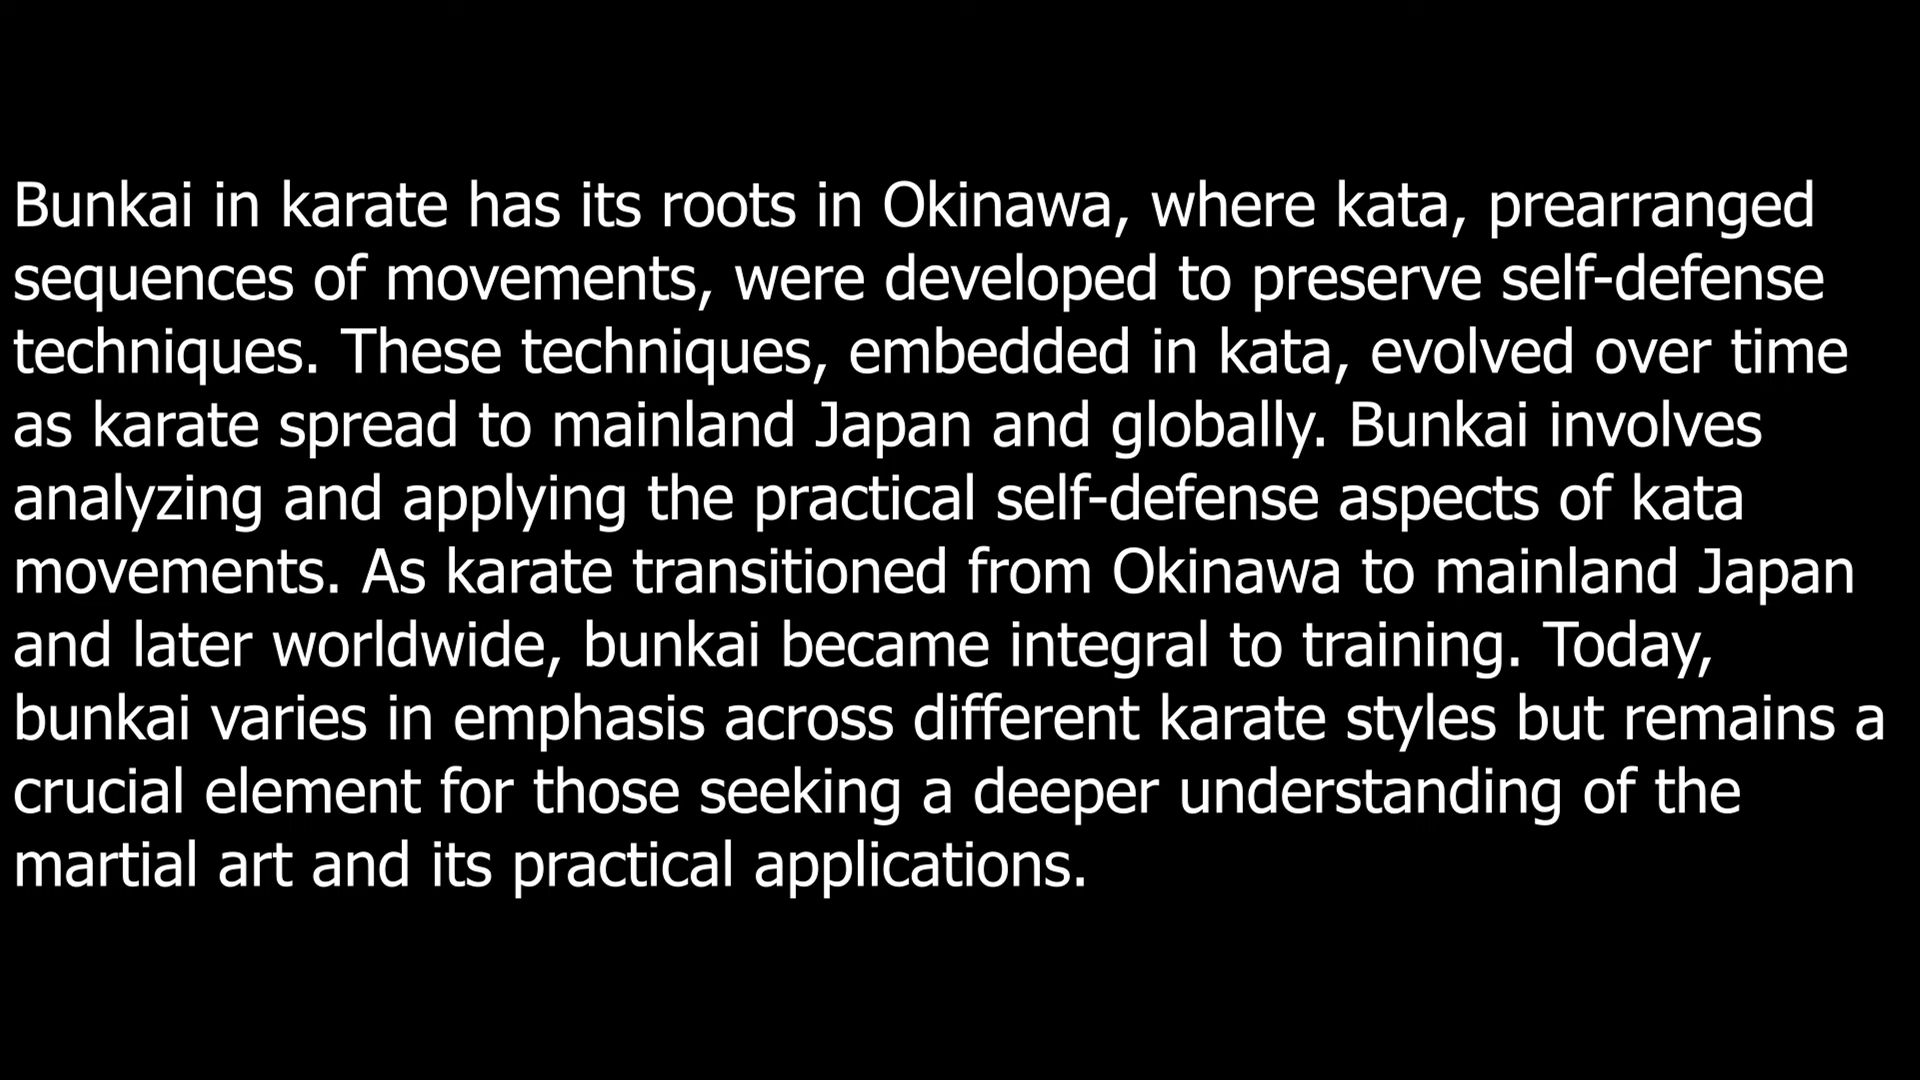 Bunkai in karate has its roots in Okinawa, where kata, prearranged
sequences of movements, were developed to preserve self-defense
techniques. These techniques, embedded in kata, evolved over time
as karate spread to mainland Japan and globally. Bunkai involves
analyzing and applying the practical self-defense aspects of kata
movements. As karate transitioned from Okinawa to mainland Japan
and later worldwide, bunkai became integral to training. Today,
bunkai varies in emphasis across different karate styles but remains a
crucial element for those seeking a deeper understanding of the
martial art and its practical applications.